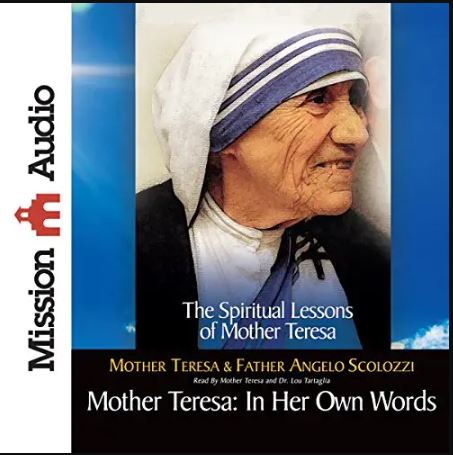 Mission Audio
The Spiritual Lessons
of Mother Teresa
MOTHER TERESA & FATHER ANGELO SCOLOZZI
Read By Mother Teresa and Dr. Lou Tartaglia
Mother Teresa: In Her Own Words